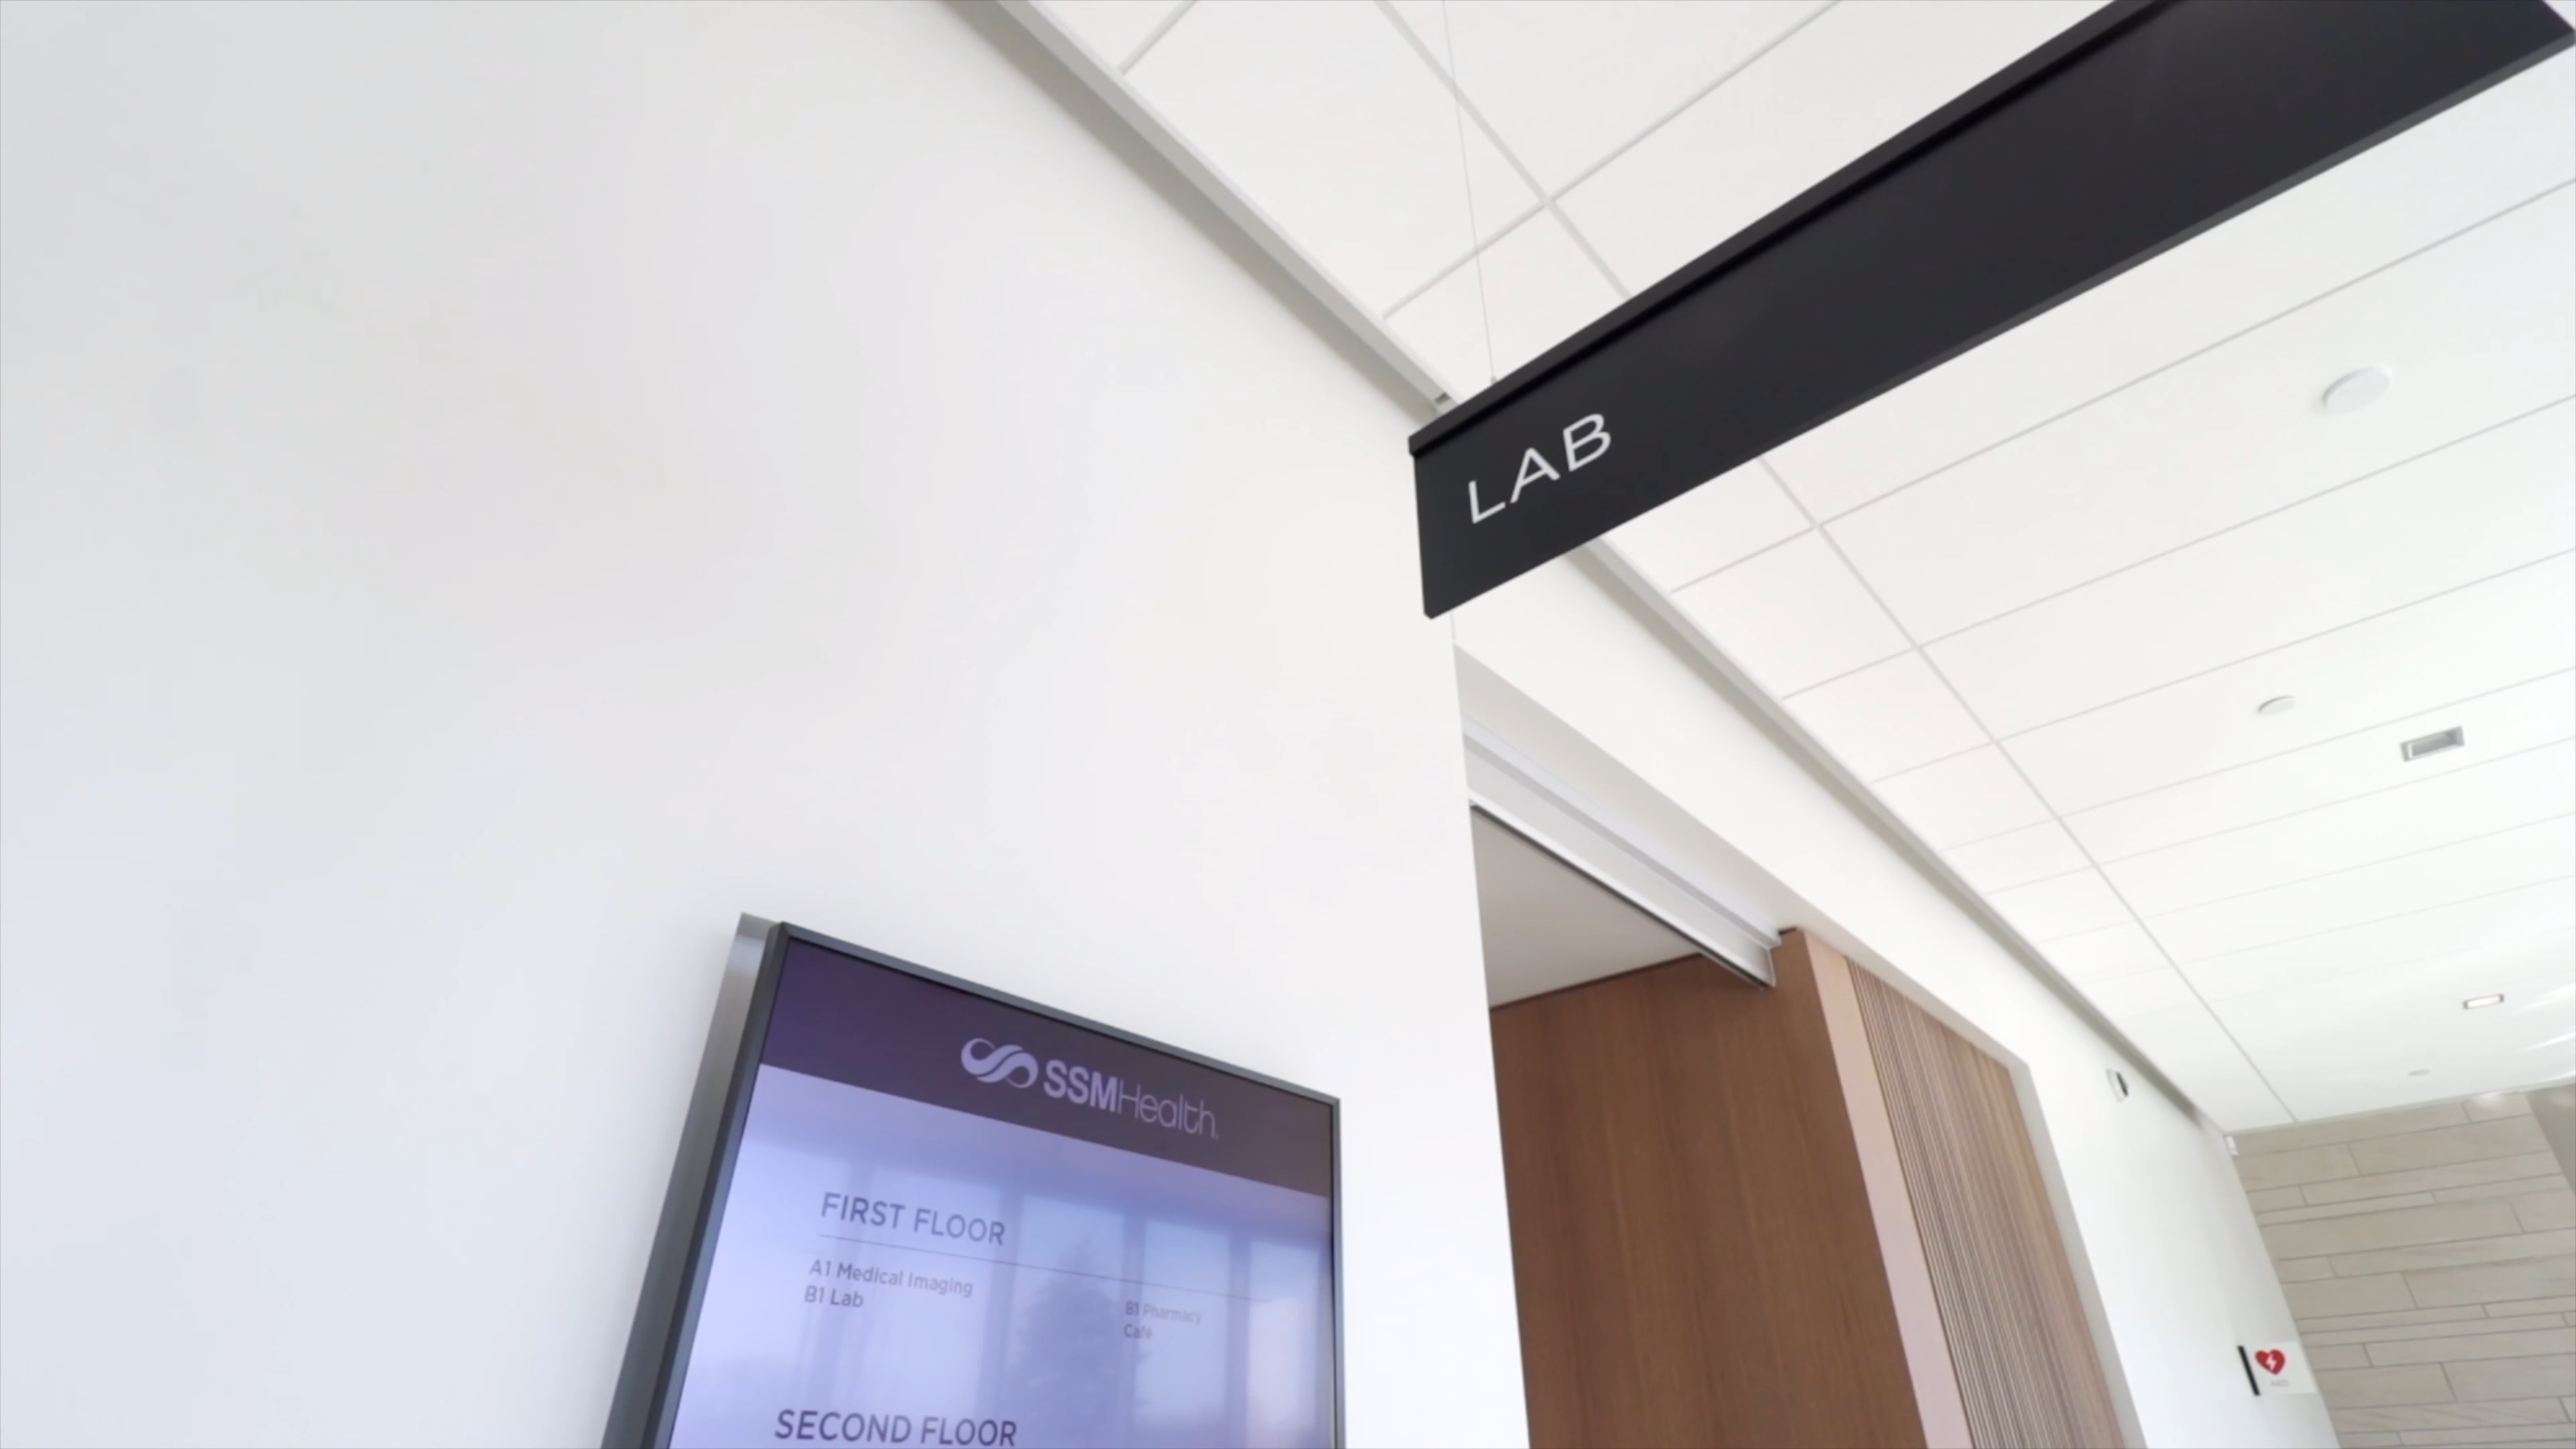 LAB
SSMHealth
FIRST FLOOR
A1 Medical Imaging
B1 Lab
B1 Pharmacy
Café
SECOND FLOOR